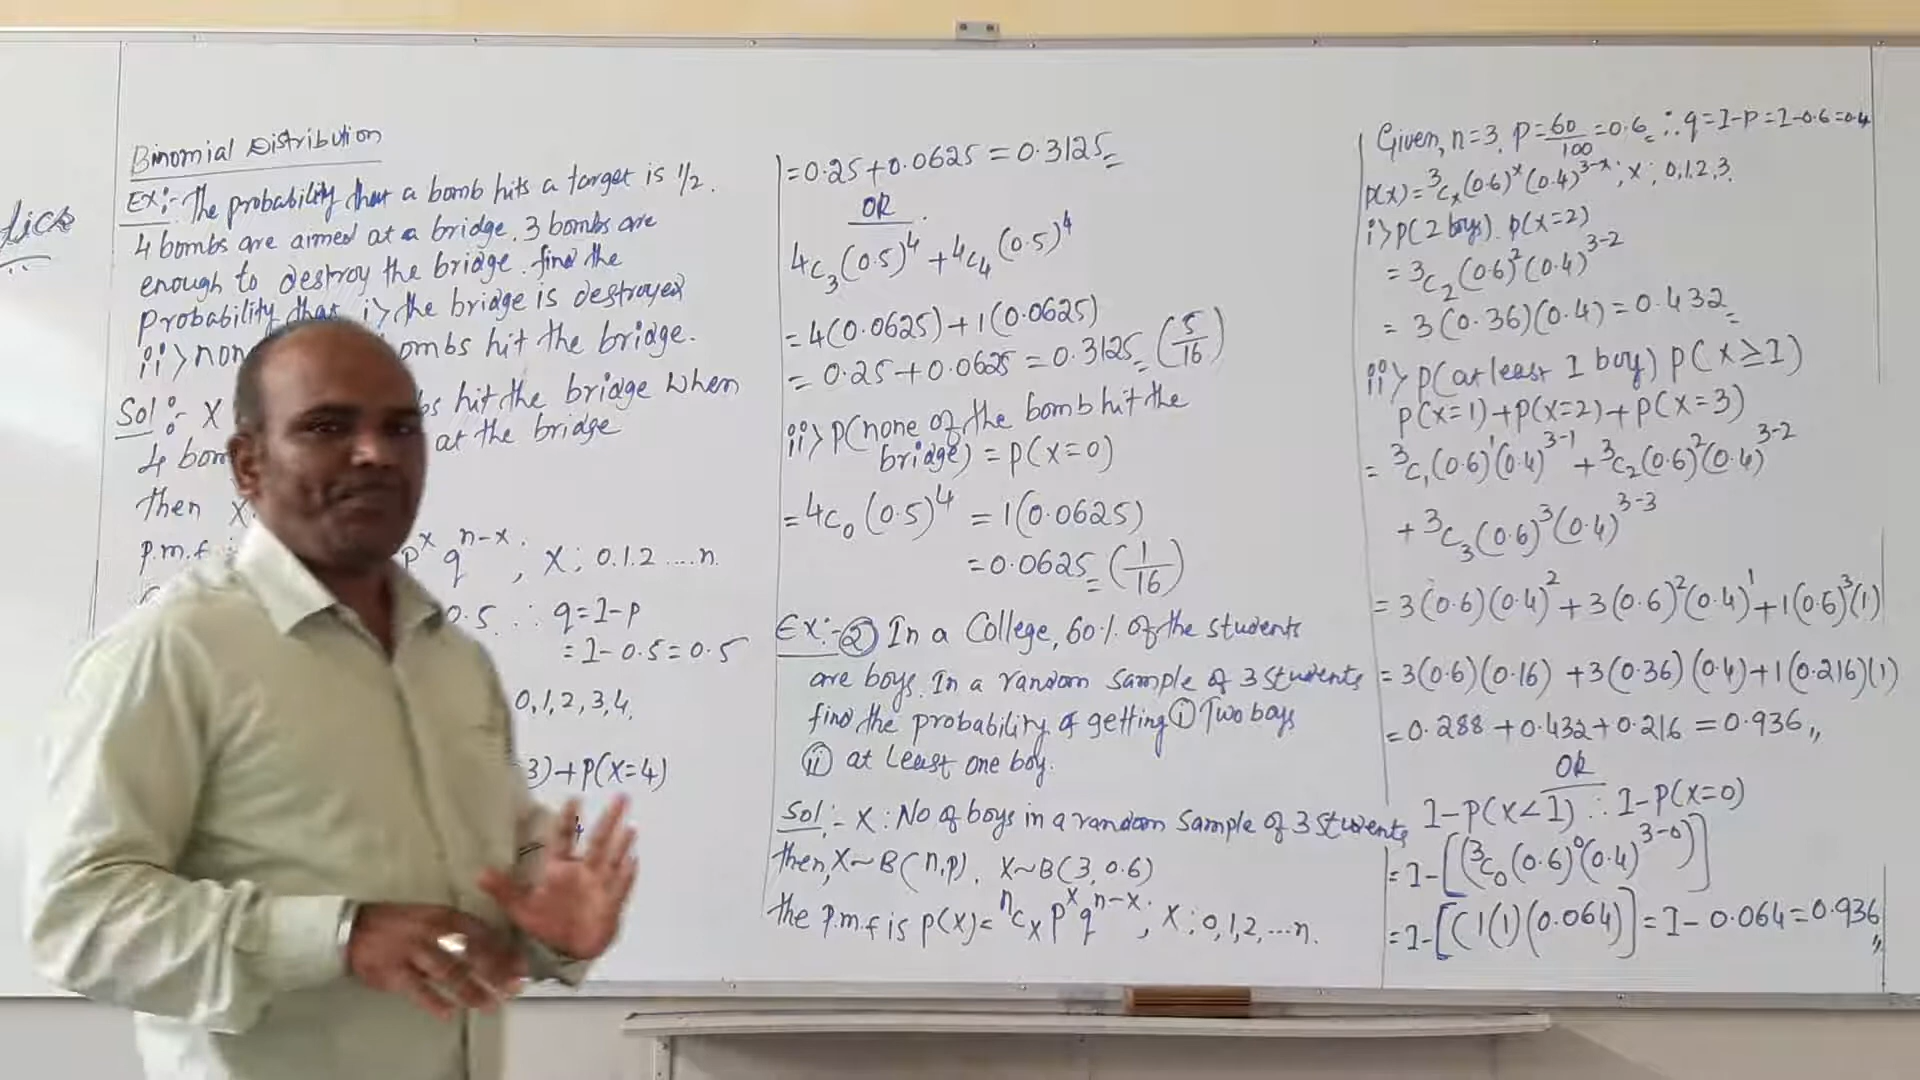 lick
Binomial Distribution
Ex:- The probability that a bomb hits a target is 1/2.
4 bombs are aimed at a bridge. 3 bombs are
enough to destroy the bridge. find the
probability that i> the bridge is destroyed
ii> non ombs hit the bridge.
Sol:- X bs hit the bridge when
4 bom at the bridge
then X
p.m.f i p^x q^{n-x}; x; 0.1.2 ....n.
0.5. ∴ q=1-p
=1-0.5=0.5
0,1,2,3,4.
3)+p(x=4)
4
=0.25+0.0625=0.3125
OR
4c₃(0.5)⁴+4c₄(0.5)⁴
=4(0.0625)+1(0.0625)
=0.25+0.0625=0.3125 (5/16)
ii> p(none of the bomb hit the
bridge)=p(x=0)
=4c₀(0.5)⁴ =1(0.0625)
=0.0625 (1/16)
Ex:-② In a College, 60% of the students
are boys. In a random sample of 3 students
find the probability of getting ① Two boys
ⅱ at least one boy.
Sol:- X: No of boys in a random sample of 3 students
then, X~B(n,p). X~B(3,0.6)
the p.m.f is p(x)=ⁿcₓ p^x q^{n-x}; x; 0,1,2,...n.
Given, n=3, p=60/100=0.6 ∴ q=1-p=1-0.6=0.4
p(x)=³cₓ(0.6)^x(0.4)^{3-x}; x; 0,1,2,3.
i> p(2 boys). p(x=2)
=³c₂(0.6)²(0.4)^{3-2}
=3(0.36)(0.4)=0.432
ii> p(at least 1 boy) p(x≥1)
p(x=1)+p(x=2)+p(x=3)
=³c₁(0.6)¹(0.4)^{3-1}+³c₂(0.6)²(0.4)^{3-2}
+³c₃(0.6)³(0.4)^{3-3}
=3(0.6)(0.4)²+3(0.6)²(0.4)¹+1(0.6)³(1)
=3(0.6)(0.16)+3(0.36)(0.4)+1(0.216)(1)
=0.288+0.432+0.216=0.936,,
OR
1-p(x<1) ∴ 1-p(x=0)
=1-[(³c₀(0.6)⁰(0.4)^{3-0})]
=1-[(1(1)(0.064)]=1-0.064=0.936,,